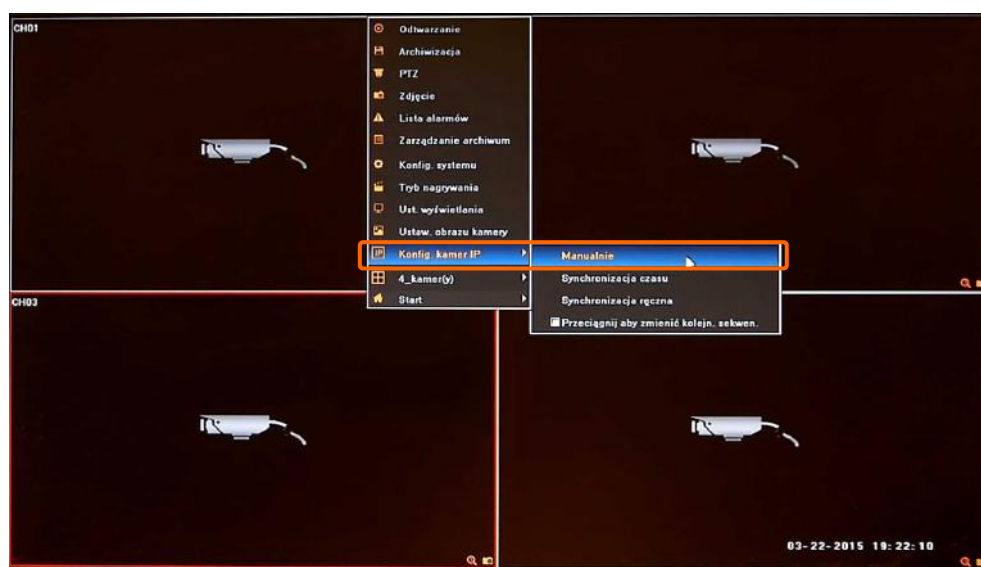 CH01
Odtwarzanie
Archiwizacja
PTZ
Zdjęcie
Lista alarmów
Zarządzanie archiwum
Konfig. systemu
Tryb nagrywania
Ust. wyświetlania
Ustaw. obrazu kamery
IP Konfig. kamer IP
Manualnie
4_kamer(y)
Synchronizacja czasu
CH03
Start
Synchronizacja ręczna
Przeciągnij aby zmienić kolejn. sekwen.
03-22-2015 19:22:10